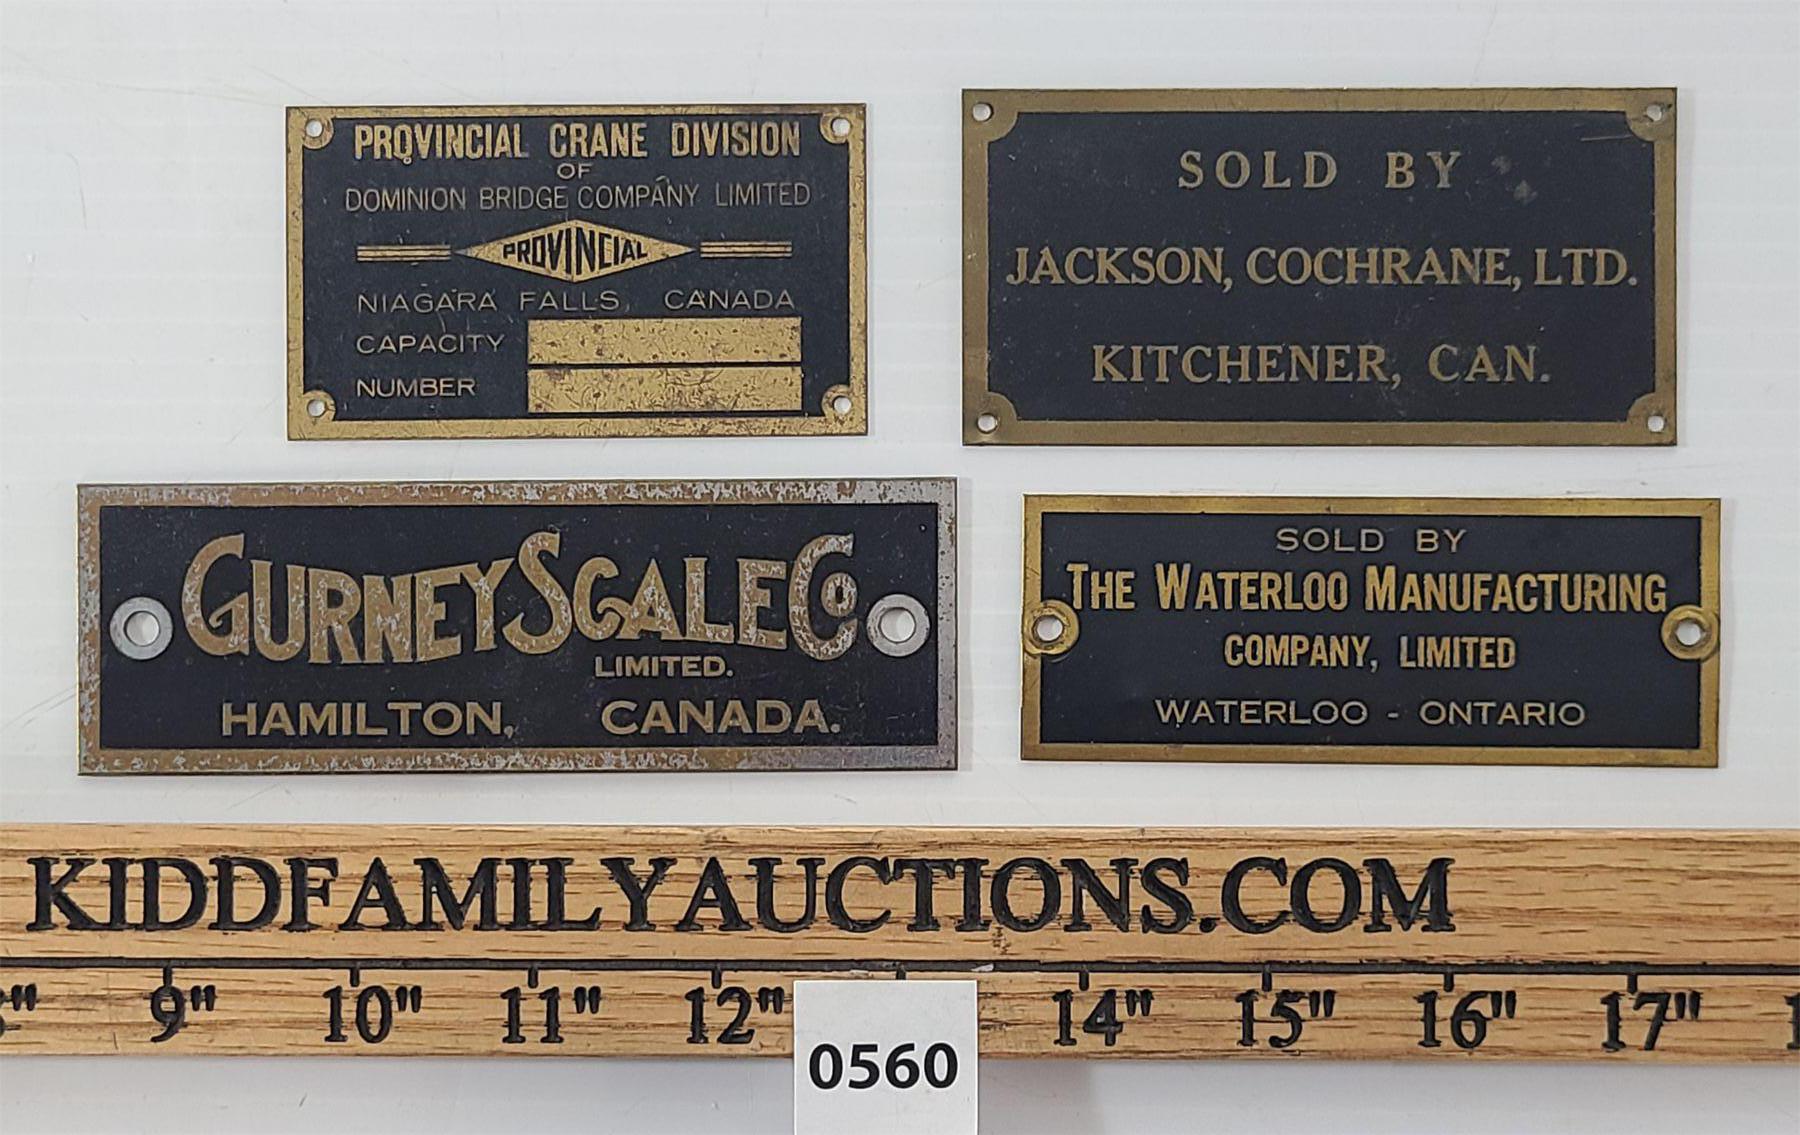 PROVINCIAL CRANE DIVISION
OF
DOMINION BRIDGE COMPANY LIMITED
PROVINCIAL
NIAGARA FALLS, CANADA
CAPACITY
NUMBER
SOLD BY
JACKSON, COCHRANE, LTD.
KITCHENER, CAN.
GURNEY SCALE CO
LIMITED.
HAMILTON, CANADA.
SOLD BY
THE WATERLOO MANUFACTURING
COMPANY, LIMITED
WATERLOO - ONTARIO
KIDDFAMILYAUCTIONS.COM
9" 10" 11" 12" 14" 15" 16" 17"
0560